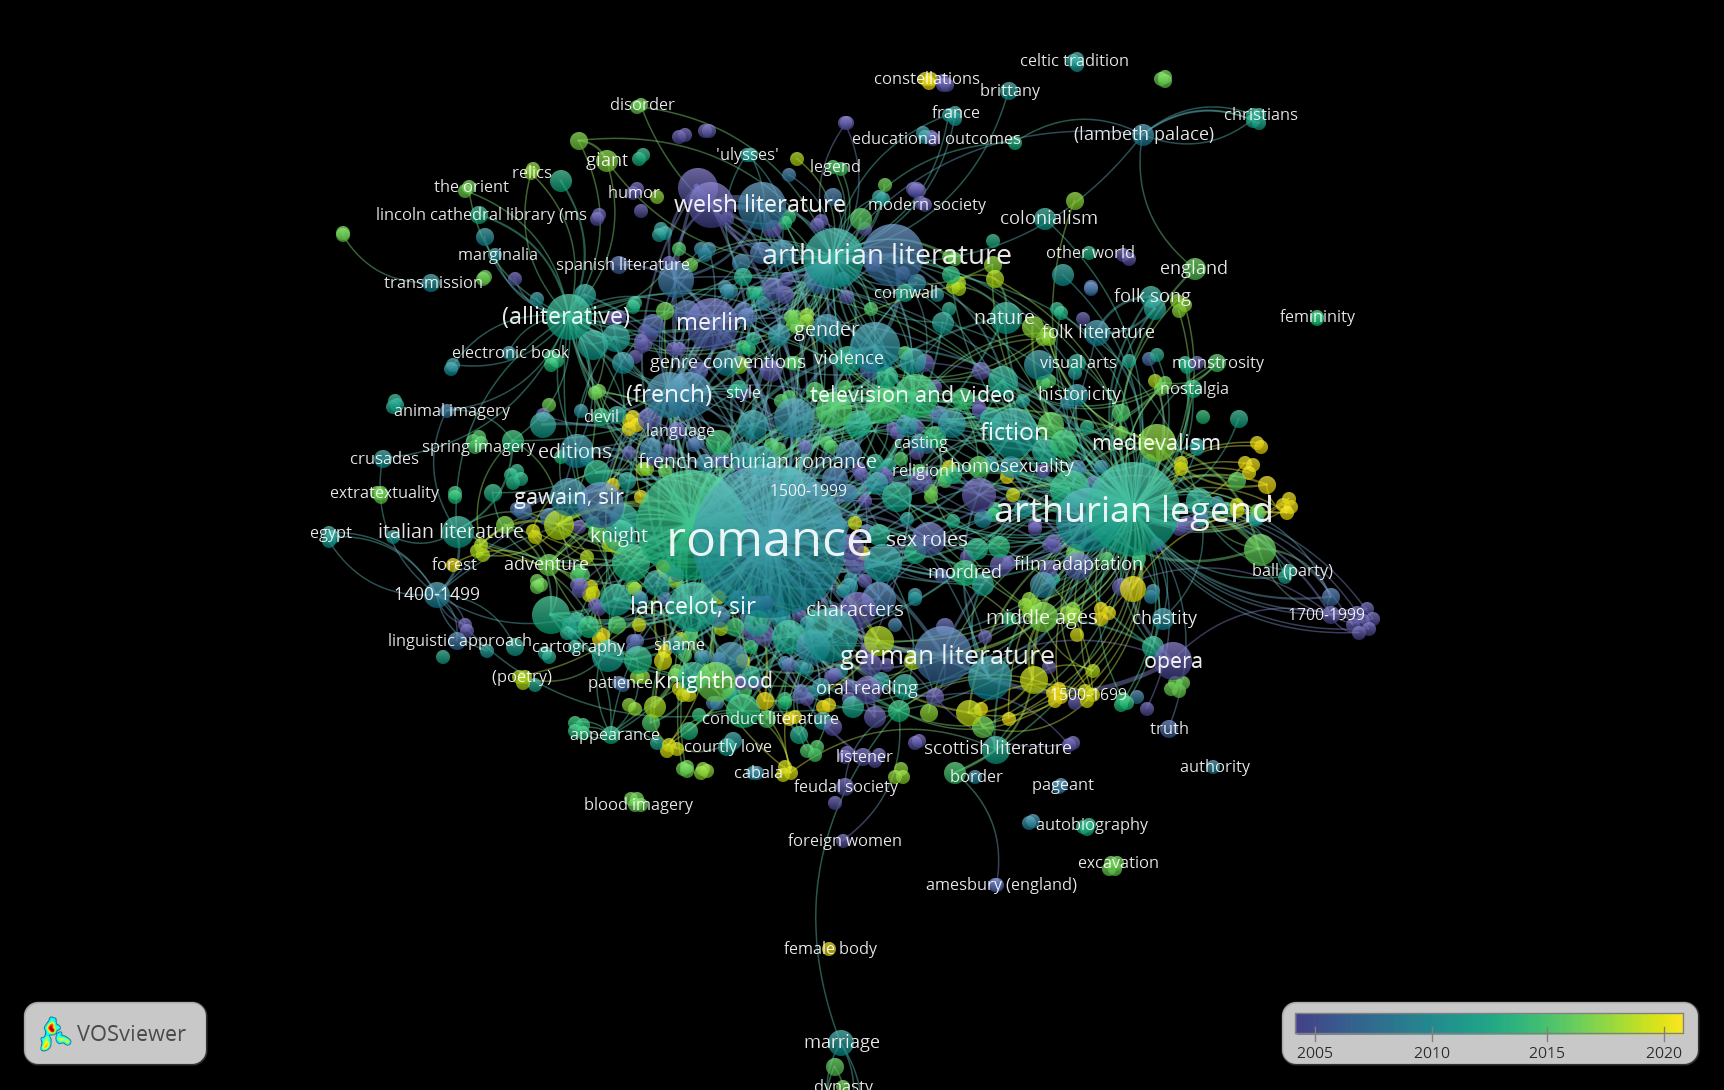 celtic tradition
constellations
brittany
disorder
france
christians
(lambeth palace)
educational outcomes
'ulysses'
giant
legend
relics
the orient
humor
welsh literature
modern society
lincoln cathedral library (ms
colonialism
marginalia
arthurian literature
other world
spanish literature
england
transmission
cornwall
folk song
(alliterative)
merlin
nature
femininity
gender
folk literature
electronic book
genre conventions
violence
visual arts
monstrosity
(french)
style
television and video
historicity
nostalgia
animal imagery
devil
language
fiction
casting
medievalism
spring imagery
editions
crusades
french arthurian romance
religion
homosexuality
extratextuality
gawain, sir
1500-1999
arthurian legend
egypt
italian literature
knight
romance
sex roles
forest
adventure
mordred
film adaptation
ball (party)
1400-1499
lancelot, sir
characters
middle ages
chastity
1700-1999
linguistic approach
cartography
shame
german literature
opera
(poetry)
patience
knighthood
oral reading
1500-1699
conduct literature
appearance
truth
courtly love
listener
scottish literature
cabala
feudal society
border
pageant
authority
blood imagery
autobiography
foreign women
excavation
amesbury (england)
female body
marriage
dynasty
VOSviewer
2005 2010 2015 2020